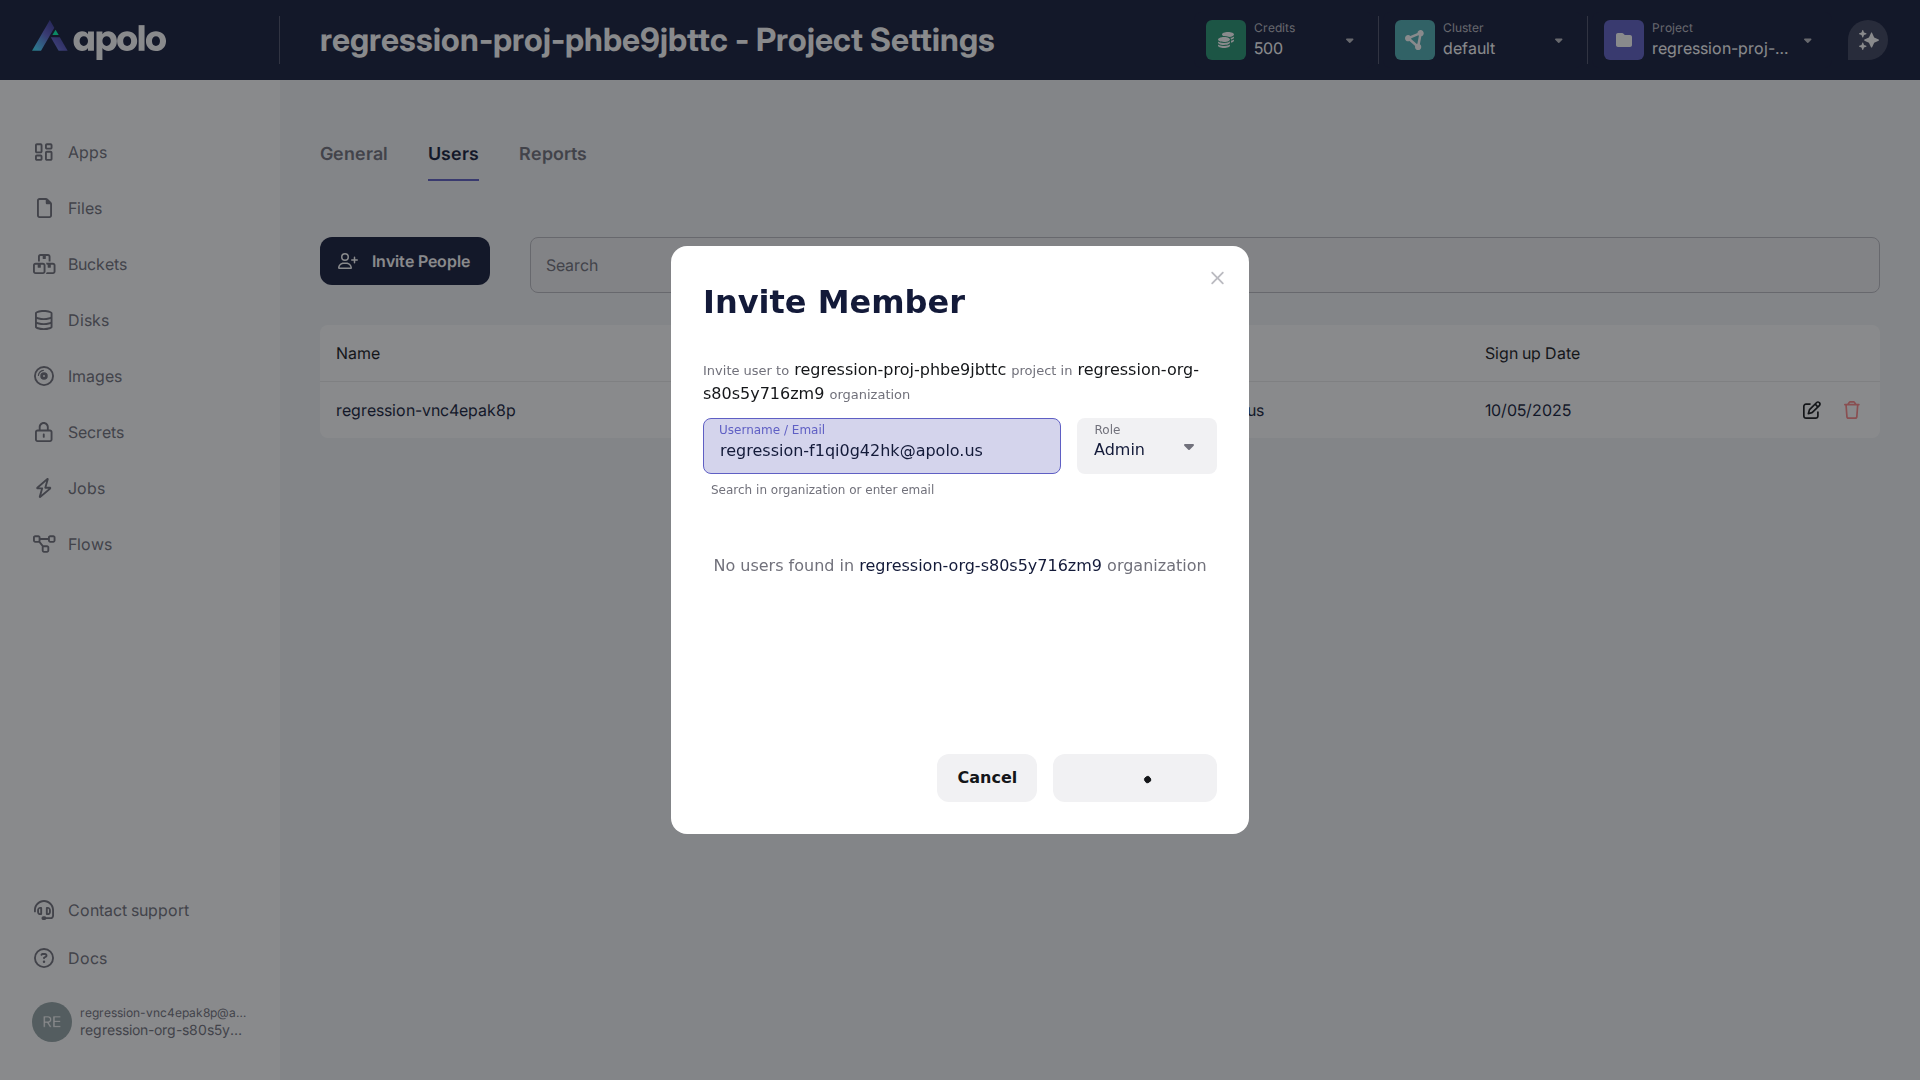 apolo
regression-proj-phbe9jbttc - Project Settings
Credits
500
Cluster
default
Project
regression-proj-...
Apps
Files
Buckets
Disks
Images
Secrets
Jobs
Flows
Contact support
Docs
RE
regression-vnc4epak8p@a...
regression-org-s80s5y...
General
Users
Reports
Invite People
Search
Name
Sign up Date
regression-vnc4epak8p
us
10/05/2025
Invite Member
Invite user to regression-proj-phbe9jbttc project in regression-org-
s80s5y716zm9 organization
Username / Email
regression-f1qi0g42hk@apolo.us
Role
Admin
Search in organization or enter email
No users found in regression-org-s80s5y716zm9 organization
Cancel